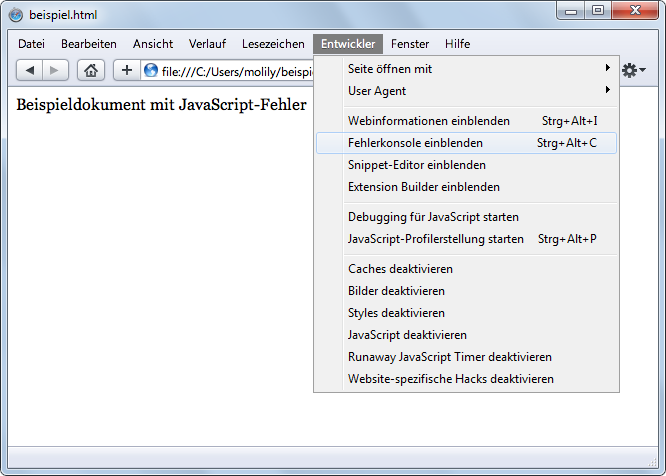 beispiel.html
Datei Bearbeiten Ansicht Verlauf Lesezeichen Entwickler Fenster Hilfe
file:///C:/Users/molily/beispi
Beispieldokument mit JavaScript-Fehler
Seite öffnen mit
User Agent
Webinformationen einblenden Strg+Alt+I
Fehlerkonsole einblenden Strg+Alt+C
Snippet-Editor einblenden
Extension Builder einblenden
Debugging für JavaScript starten
JavaScript-Profilerstellung starten Strg+Alt+P
Caches deaktivieren
Bilder deaktivieren
Styles deaktivieren
JavaScript deaktivieren
Runaway JavaScript Timer deaktivieren
Website-spezifische Hacks deaktivieren